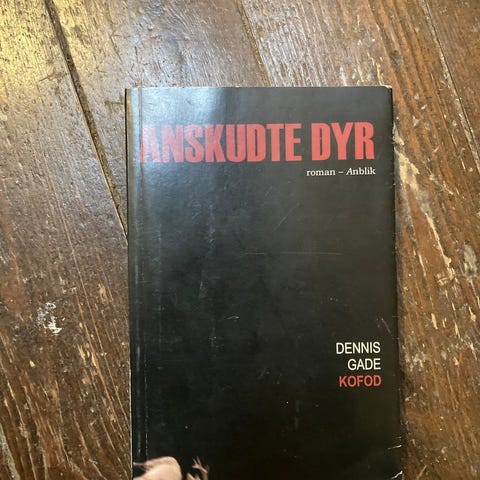 ANSKUDTE DYR
roman – Anblik
DENNIS
GADE
KOFOD